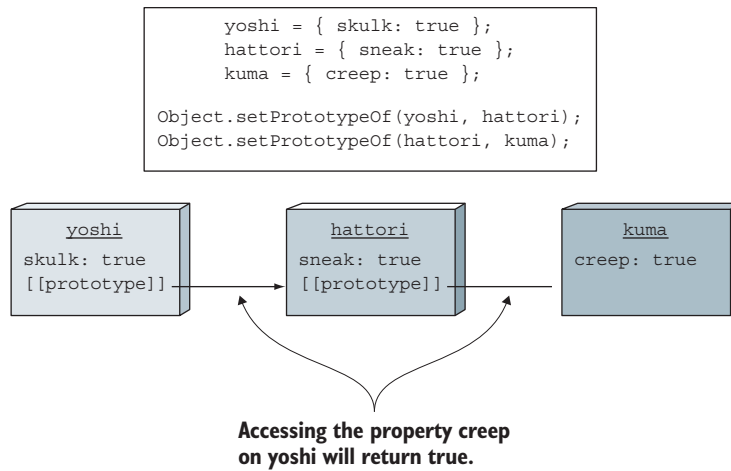 yoshi = { skulk: true };
hattori = { sneak: true };
kuma = { creep: true };
Object.setPrototypeOf(yoshi, hattori);
Object.setPrototypeOf(hattori, kuma);
yoshi
skulk: true
[[prototype]]
hattori
sneak: true
[[prototype]]
kuma
creep: true
Accessing the property creep
on yoshi will return true.